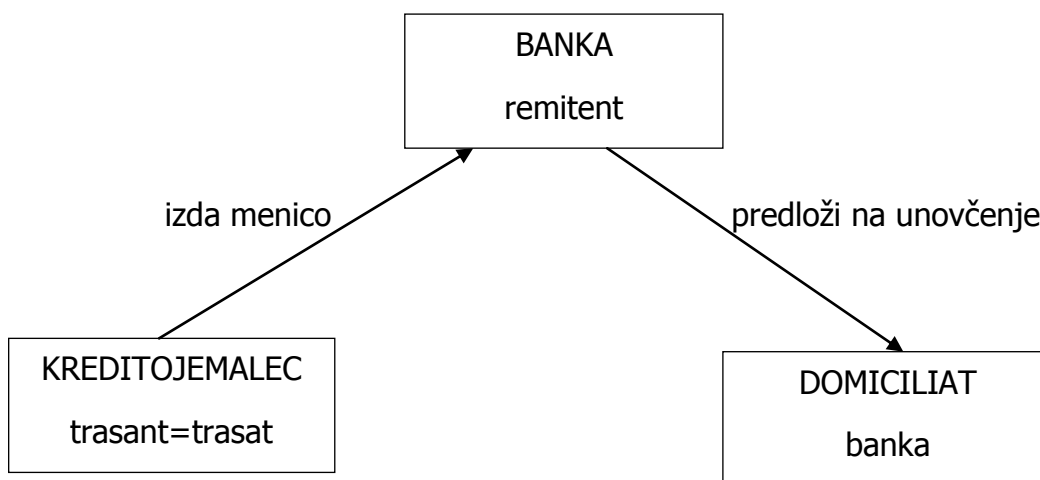 BANKA
remitent
izda menico
predloži na unovčenje
KREDITOJEMALEC
trasant=trasat
DOMICILIAT
banka